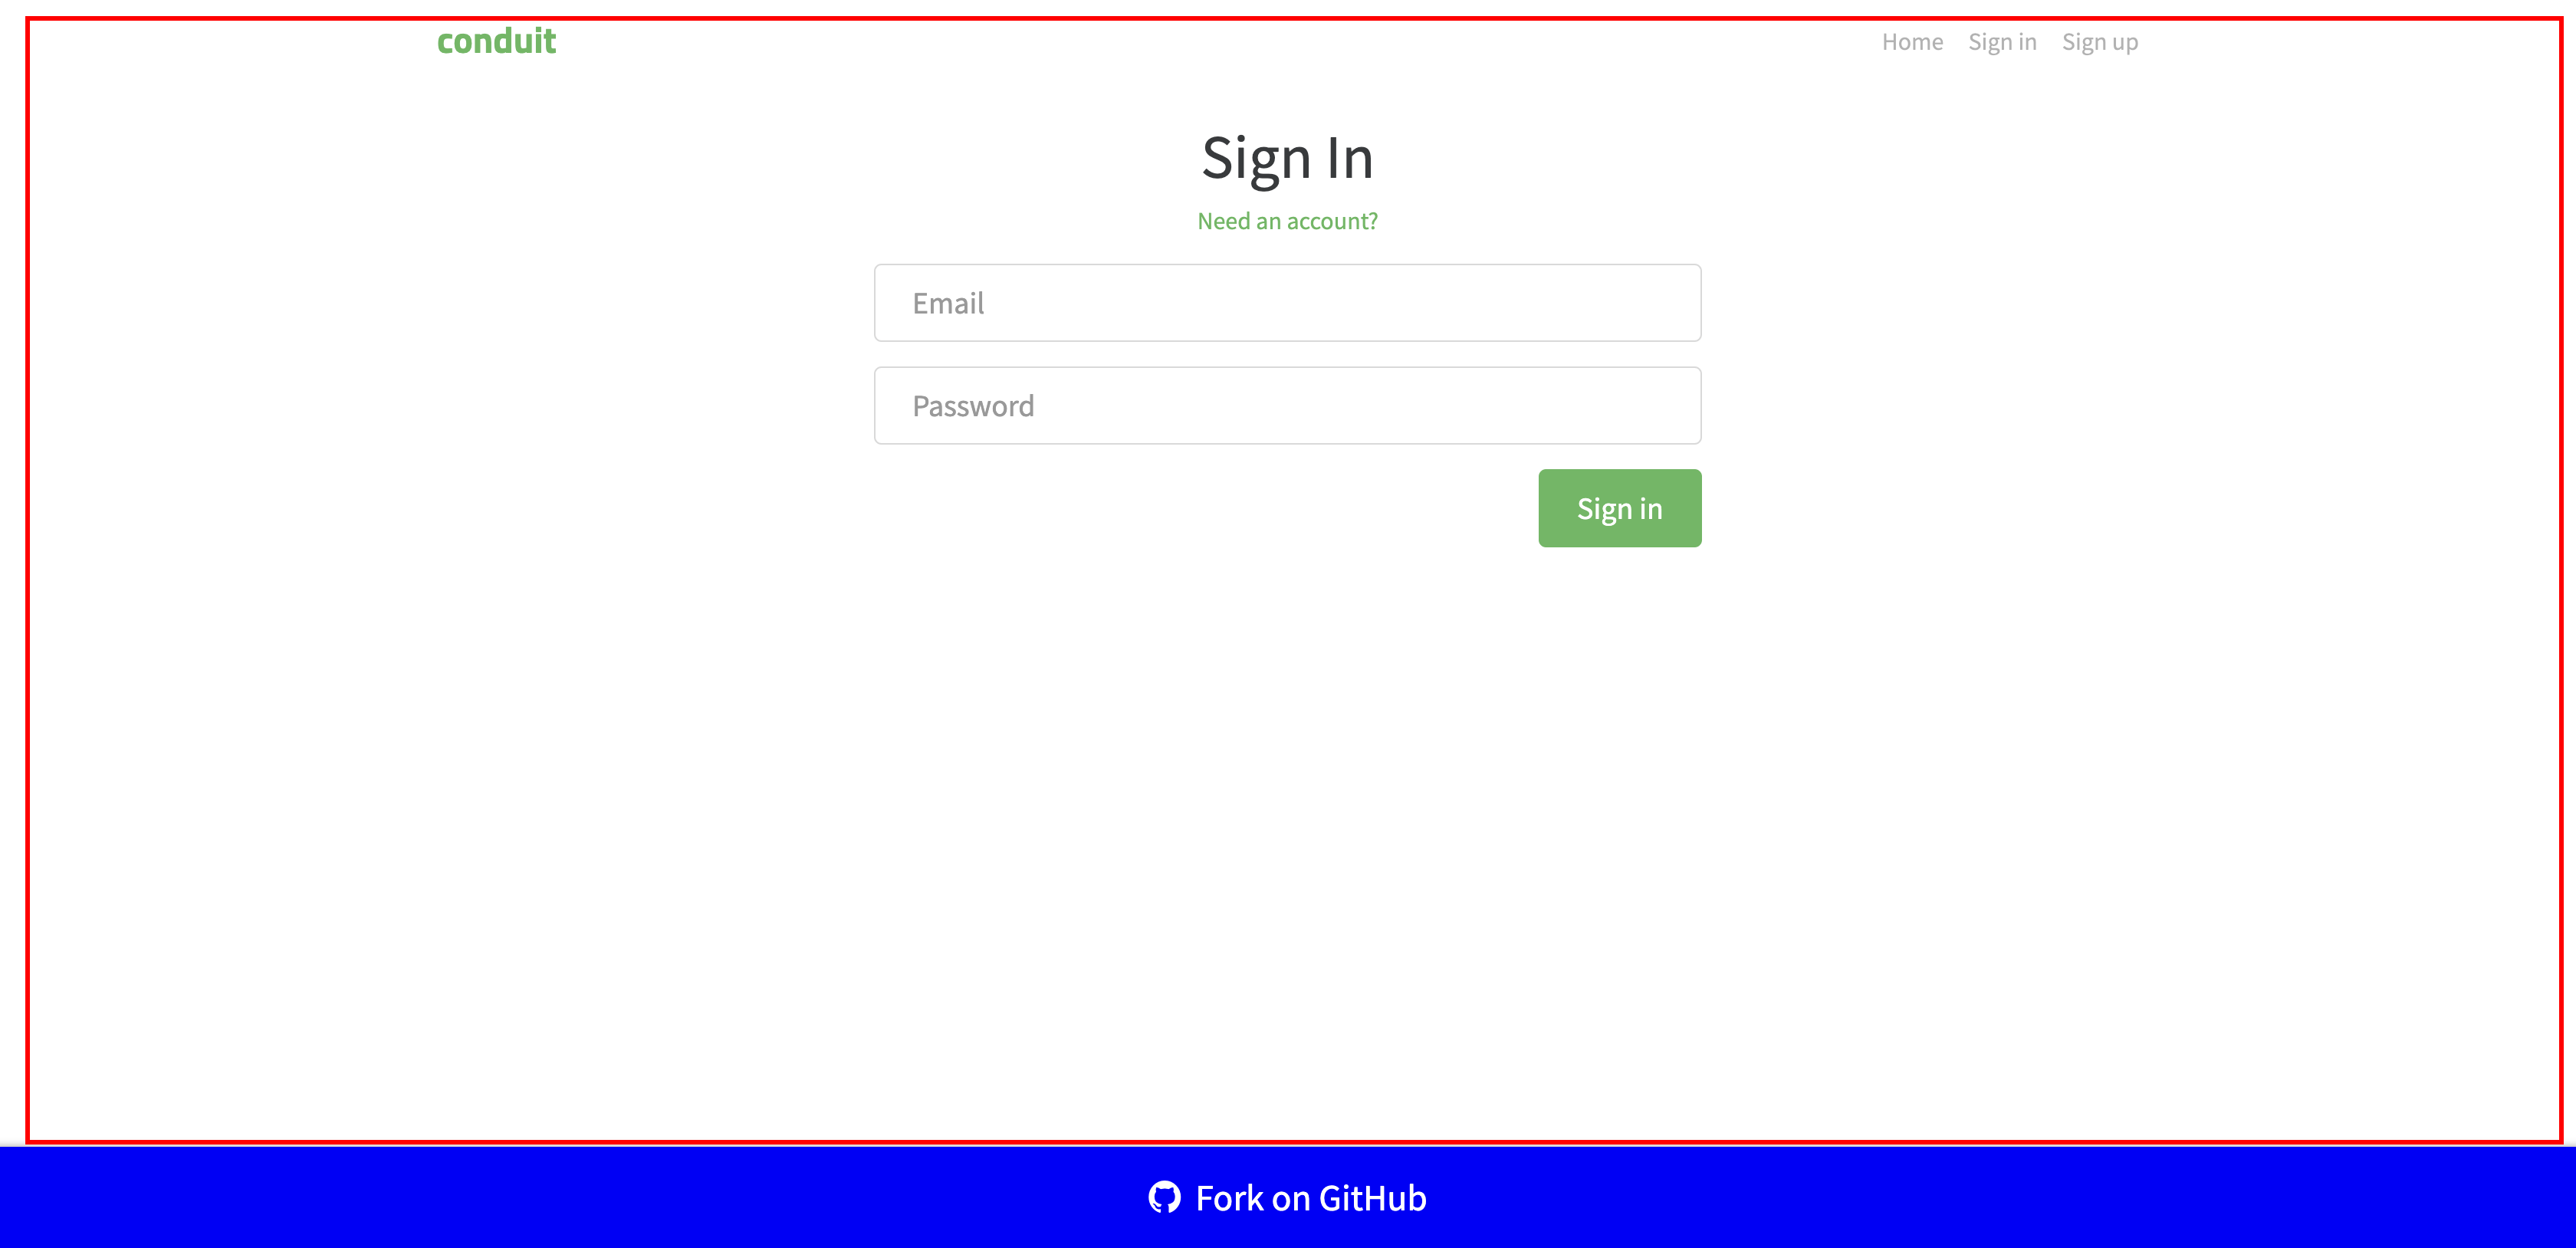 conduit
Home Sign in Sign up
Sign In
Need an account?
Email
Password
Sign in
Fork on GitHub